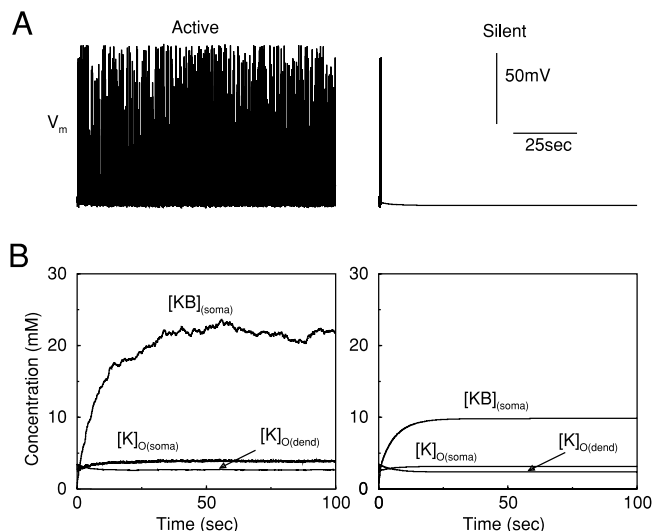 A
Active
Silent
Vm
50mV
25sec
B
Concentration (mM)
30
20
10
0
[KB](soma)
[K]O(soma)
[K]O(dend)
0
50
100
Time (sec)
30
20
10
0
[KB](soma)
[K]O(soma)
[K]O(dend)
0
50
100
Time (sec)